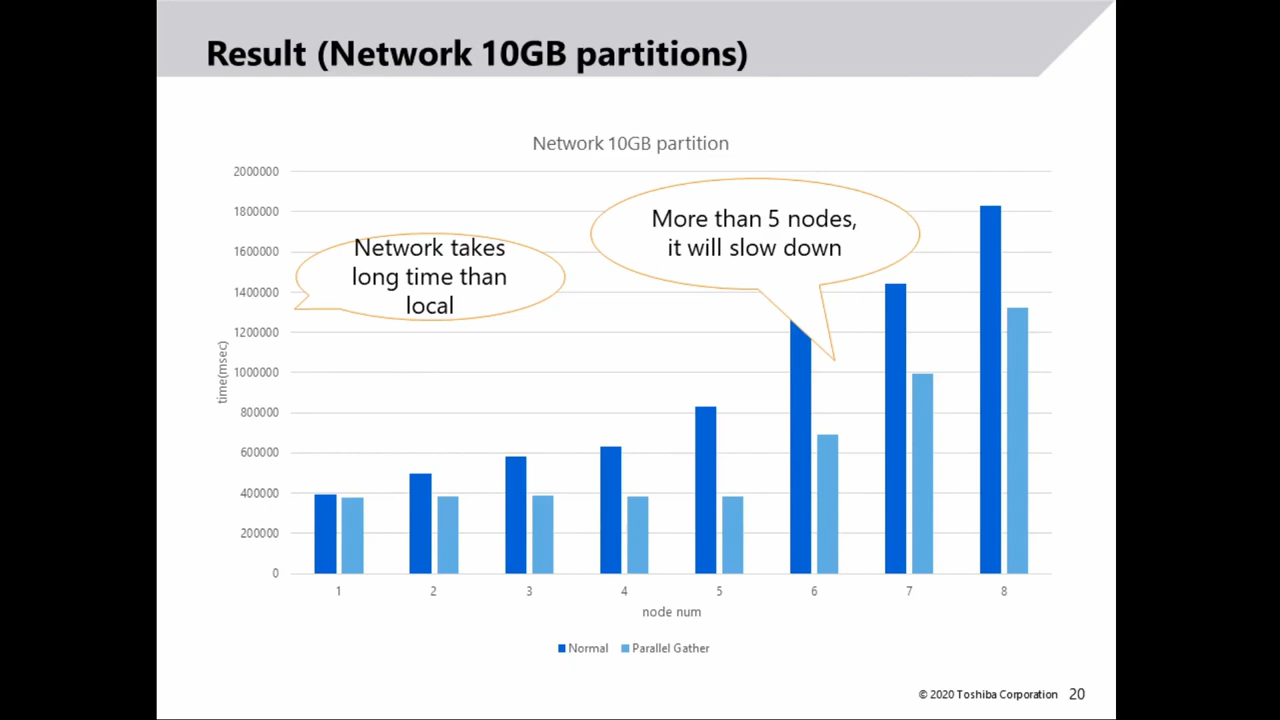 Result (Network 10GB partitions)
Network 10GB partition
2000000
1800000
1600000
1400000
1200000
1000000
800000
600000
400000
200000
0
time(msec)
Network takes
long time than
local
More than 5 nodes,
it will slow down
1 2 3 4 5 6 7 8
node num
Normal Parallel Gather
© 2020 Toshiba Corporation 20